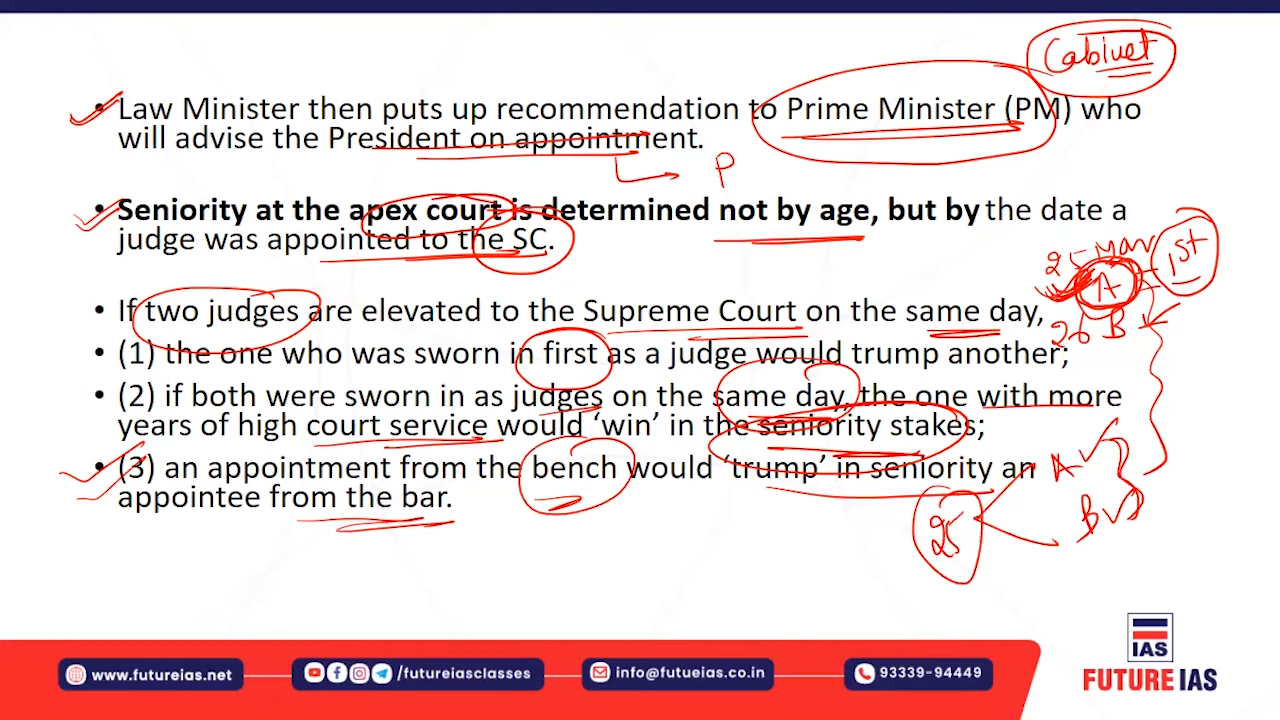 Cabinet
• Law Minister then puts up recommendation to Prime Minister (PM) who
will advise the President on appointment.
P
Seniority at the apex court is determined not by age, but by the date a
judge was appointed to the SC.
25 Mar
1st
A
• If two judges are elevated to the Supreme Court on the same day,
26 B
• (1) the one who was sworn in first as a judge would trump another;
• (2) if both were sworn in as judges on the same day, the one with more
years of high court service would ‘win’ in the seniority stakes;
• (3) an appointment from the bench would ‘trump’ in seniority an
A
appointee from the bar.
B
25
IAS
www.futureias.net
/futureiasclasses
info@futueias.co.in
93339-94449
FUTURE IAS